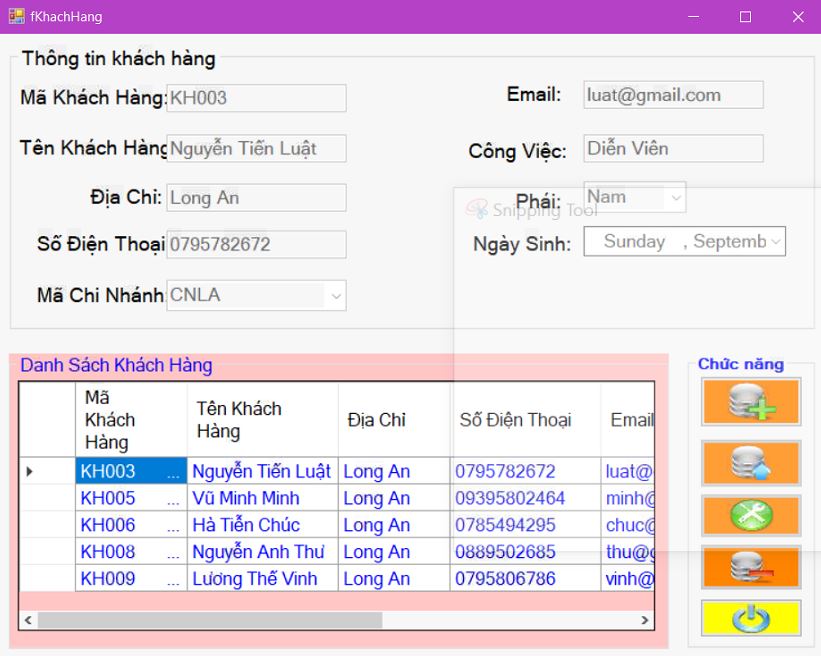 fKhachHang
Thông tin khách hàng
Mã Khách Hàng: KH003
Email: luat@gmail.com
Tên Khách Hàng Nguyễn Tiến Luật
Công Việc: Diễn Viên
Địa Chỉ: Long An
Phái: Nam
Snipping Tool
Số Điện Thoại 0795782672
Ngày Sinh: Sunday , Septemb
Mã Chi Nhánh: CNLA
Danh Sách Khách Hàng
Mã Khách Hàng Tên Khách Hàng Địa Chỉ Số Điện Thoại Email
KH003 ... Nguyễn Tiến Luật Long An 0795782672 luat@
KH005 ... Vũ Minh Minh Long An 09395802464 minh@
KH006 ... Hà Tiễn Chúc Long An 0785494295 chuc@
KH008 ... Nguyễn Anh Thư Long An 0889502685 thu@g
KH009 ... Lương Thế Vinh Long An 0795806786 vinh@
Chức năng